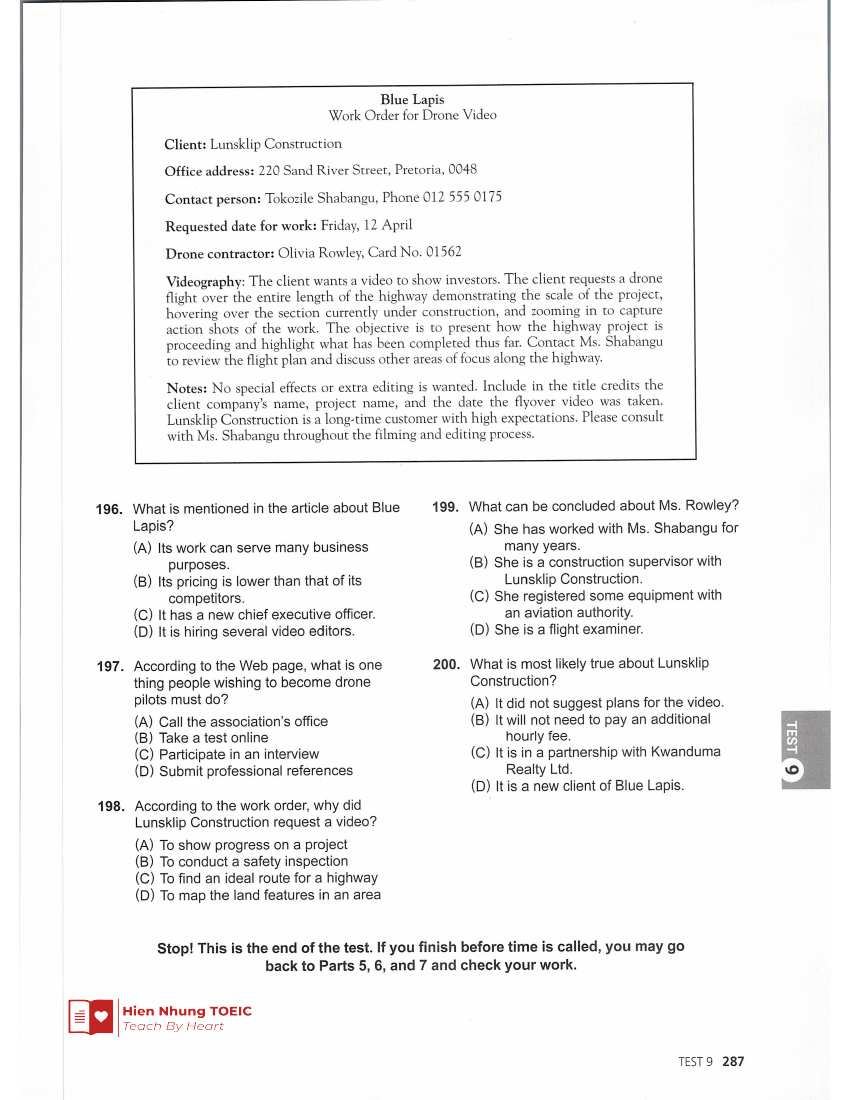 Blue Lapis
Work Order for Drone Video
Client: Lunsklip Construction
Office address: 220 Sand River Street, Pretoria, 0048
Contact person: Tokozile Shabangu, Phone 012 555 0175
Requested date for work: Friday, 12 April
Drone contractor: Olivia Rowley, Card No. 01562
Videography: The client wants a video to show investors. The client requests a drone
flight over the entire length of the highway demonstrating the scale of the project,
hovering over the section currently under construction, and zooming in to capture
action shots of the work. The objective is to present how the highway project is
proceeding and highlight what has been completed thus far. Contact Ms. Shabangu
to review the flight plan and discuss other areas of focus along the highway.
Notes: No special effects or extra editing is wanted. Include in the title credits the
client company's name, project name, and the date the flyover video was taken.
Lunsklip Construction is a long-time customer with high expectations. Please consult
with Ms. Shabangu throughout the filming and editing process.
196. What is mentioned in the article about Blue
Lapis?
(A) Its work can serve many business
purposes.
(B) Its pricing is lower than that of its
competitors.
(C) It has a new chief executive officer.
(D) It is hiring several video editors.
197. According to the Web page, what is one
thing people wishing to become drone
pilots must do?
(A) Call the association's office
(B) Take a test online
(C) Participate in an interview
(D) Submit professional references
198. According to the work order, why did
Lunsklip Construction request a video?
(A) To show progress on a project
(B) To conduct a safety inspection
(C) To find an ideal route for a highway
(D) To map the land features in an area
199. What can be concluded about Ms. Rowley?
(A) She has worked with Ms. Shabangu for
many years.
(B) She is a construction supervisor with
Lunsklip Construction.
(C) She registered some equipment with
an aviation authority.
(D) She is a flight examiner.
200. What is most likely true about Lunsklip
Construction?
(A) It did not suggest plans for the video.
(B) It will not need to pay an additional
hourly fee.
(C) It is in a partnership with Kwanduma
Realty Ltd.
(D) It is a new client of Blue Lapis.
TEST 9
Stop! This is the end of the test. If you finish before time is called, you may go
back to Parts 5, 6, and 7 and check your work.
Hien Nhung TOEIC
Teach By Heart
TEST 9 287